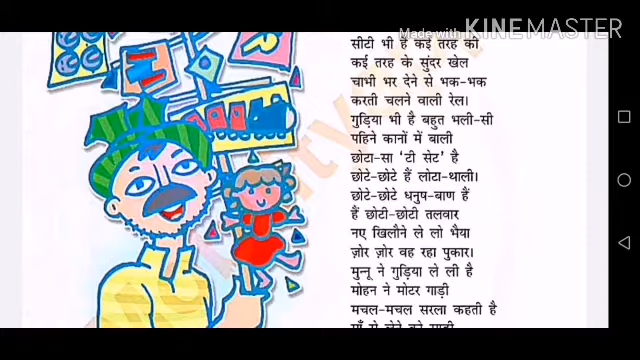 Made with KINEMASTER
सीटी भी है कई तरह की
कई तरह के सुंदर खेल
चाभी भर देने से भक-भक
करती चलने वाली रेल।
गुड़िया भी है बहुत भली-सी
पहिने कानों में बाली
छोटा-सा 'टी सेट' है
छोटे-छोटे हैं लोटा-थाली।
छोटे-छोटे धनुष-बाण हैं
हैं छोटी-छोटी तलवार
नए खिलौने ले लो भैया
ज़ोर ज़ोर वह रहा पुकार।
मुन्नू ने गुड़िया ले ली है
मोहन ने मोटर गाड़ी
मचल-मचल सरला कहती है